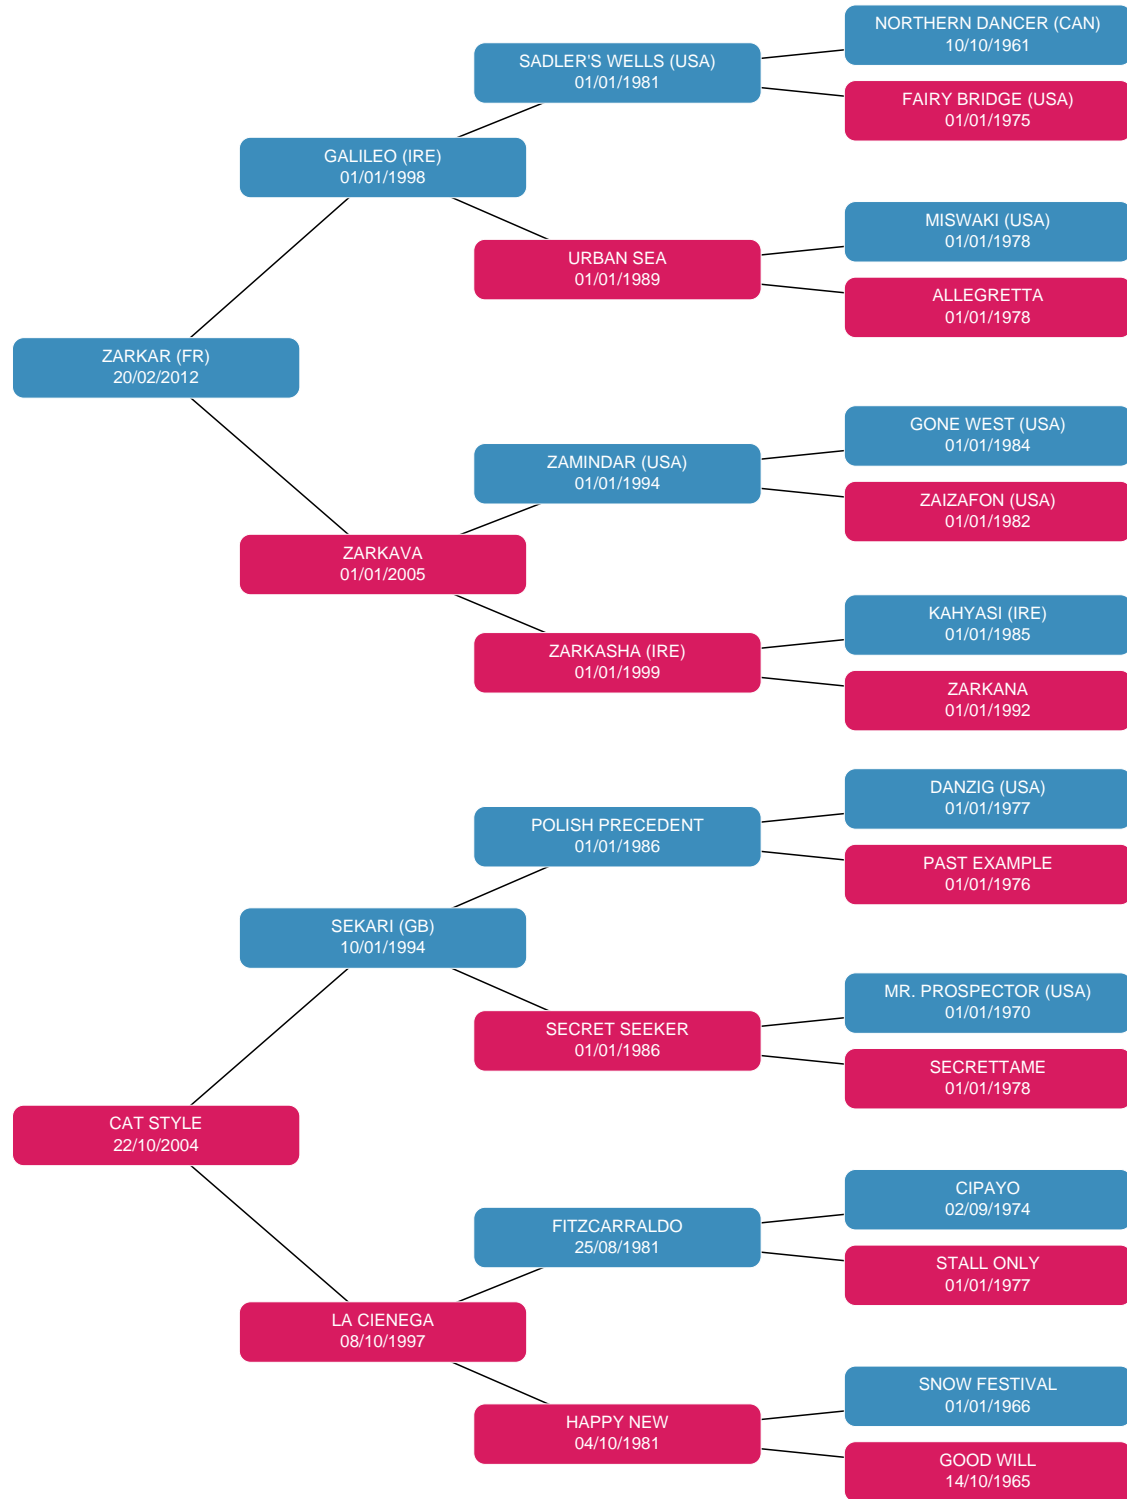 NORTHERN DANCER (CAN)
10/10/1961
SADLER'S WELLS (USA)
01/01/1981
FAIRY BRIDGE (USA)
01/01/1975
GALILEO (IRE)
01/01/1998
MISWAKI (USA)
01/01/1978
URBAN SEA
01/01/1989
ALLEGRETTA
01/01/1978
ZARKAR (FR)
20/02/2012
GONE WEST (USA)
01/01/1984
ZAMINDAR (USA)
01/01/1994
ZAIZAFON (USA)
01/01/1982
ZARKAVA
01/01/2005
KAHYASI (IRE)
01/01/1985
ZARKASHA (IRE)
01/01/1999
ZARKANA
01/01/1992
DANZIG (USA)
01/01/1977
POLISH PRECEDENT
01/01/1986
PAST EXAMPLE
01/01/1976
SEKARI (GB)
10/01/1994
MR. PROSPECTOR (USA)
01/01/1970
SECRET SEEKER
01/01/1986
SECRETTAME
01/01/1978
CAT STYLE
22/10/2004
CIPAYO
02/09/1974
FITZCARRALDO
25/08/1981
STALL ONLY
01/01/1977
LA CIENEGA
08/10/1997
SNOW FESTIVAL
01/01/1966
HAPPY NEW
04/10/1981
GOOD WILL
14/10/1965